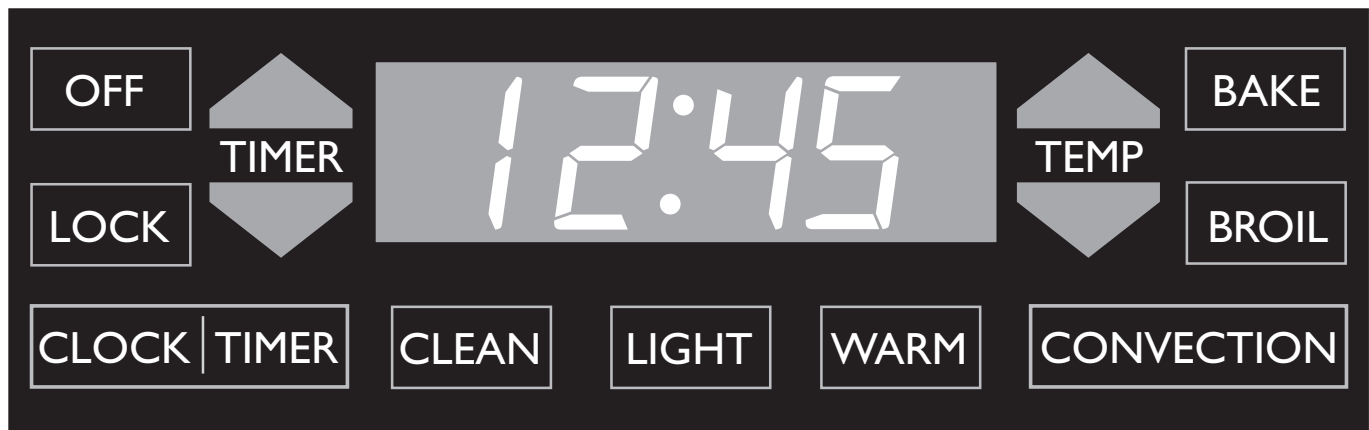 OFF
TIMER
12:45
TEMP
BAKE
LOCK
BROIL
CLOCK | TIMER
CLEAN
LIGHT
WARM
CONVECTION